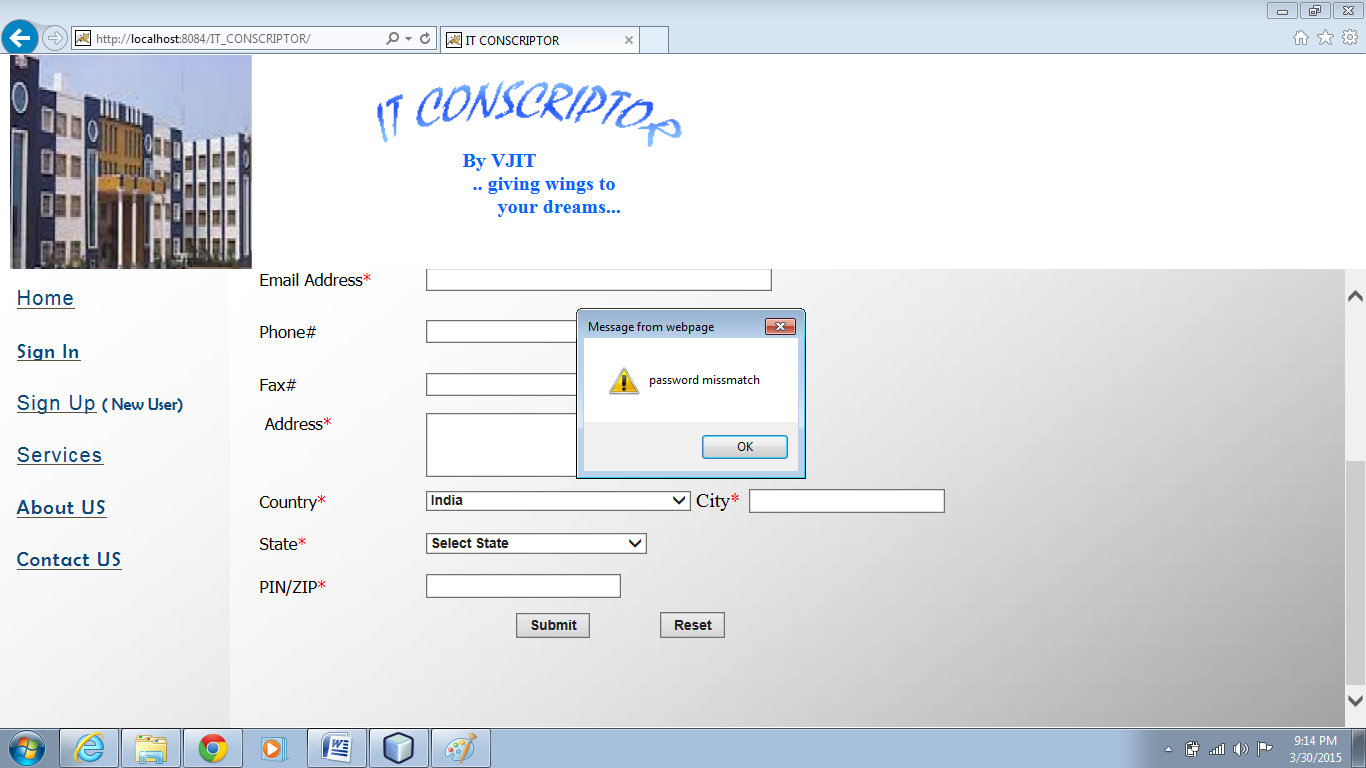 http://localhost:8084/IT_CONSCRIPTOR/
IT CONSCRIPTOR
IT CONSCRIPTOR
By VJIT
.. giving wings to
your dreams...
Home
Sign In
Sign Up ( New User)
Services
About US
Contact US
Email Address*
Phone#
Fax#
Address*
Country* India City*
State* Select State
PIN/ZIP*
Submit Reset
Message from webpage
password missmatch
OK
9:14 PM
3/30/2015